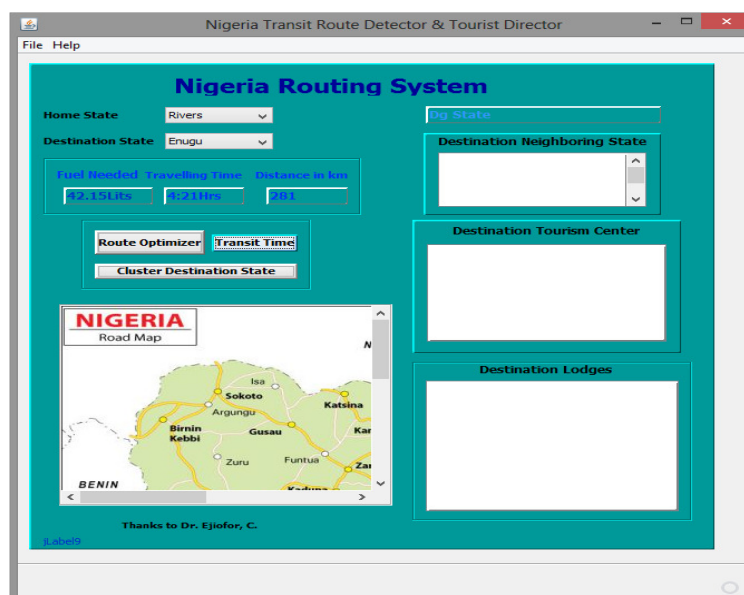 Nigeria Transit Route Detector & Tourist Director
File Help
Nigeria Routing System
Home State Rivers
Dg State
Destination State Enugu
Destination Neighboring State
Fuel Needed Travelling Time Distance in km
42.15Lits 4:21Hrs 281
Destination Tourism Center
Route Optimizer Transit Time
Cluster Destination State
NIGERIA
Road Map
N
Isa
Sokoto
Katsina
Argungu
Birnin
Kebbi
Gusau
Kar
Zuru
Funtua
Zar
BENIN
Kaduna
Destination Lodges
Thanks to Dr. Ejiofor, C.
jLabel9